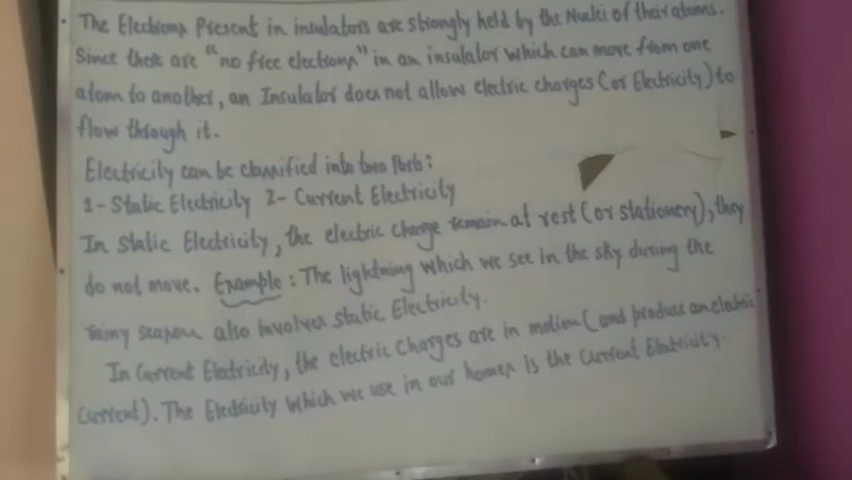 The Electrons Present in insulators are strongly held by the Nuclei of their atoms.
Since there are "no free electrons" in an insulator which can move from one
atom to another, an Insulator does not allow electric charges (or Electricity) to
flow through it.
Electricity can be classified into two Parts:
1- Static Electricity 2- Current Electricity
In Static Electricity, the electric charge remain at rest (or stationery), they
do not move. Example: The lightning which we see in the sky during the
rainy season also involves static Electricity.
In Current Electricity, the electric charges are in motion (and produce an electric
current). The Electricity which we use in our homes is the Current Electricity.